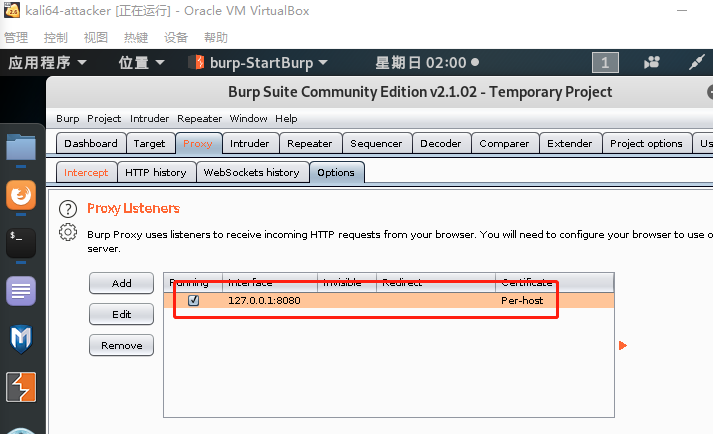 kali64-attacker [正在运行] - Oracle VM VirtualBox
管理 控制 视图 热键 设备 帮助
应用程序 位置 burp-StartBurp 星期日 02:00 1
Burp Suite Community Edition v2.1.02 - Temporary Project
Burp Project Intruder Repeater Window Help
Dashboard Target Proxy Intruder Repeater Sequencer Decoder Comparer Extender Project options Us
Intercept HTTP history WebSockets history Options
? Proxy Listeners
Burp Proxy uses listeners to receive incoming HTTP requests from your browser. You will need to configure your browser to use o
server.
Add Running Interface Invisible Redirect Certificate
127.0.0.1:8080 Per-host
Edit
Remove
$_